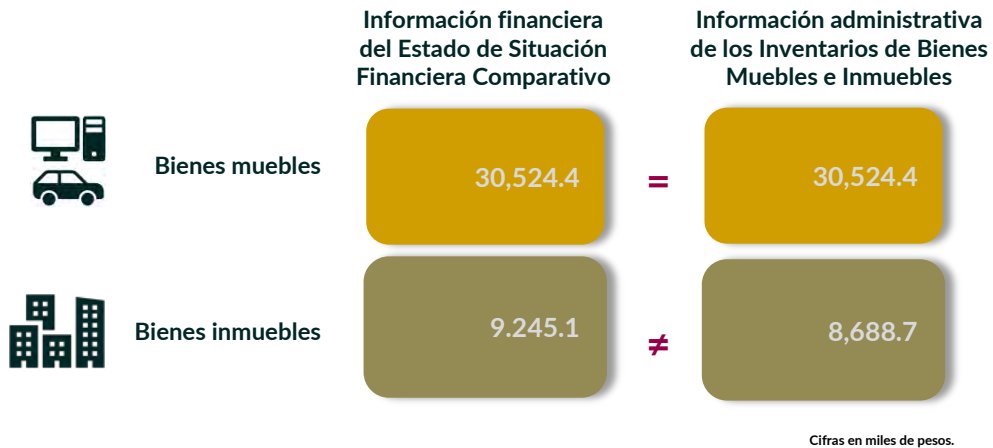 Información financiera
del Estado de Situación
Financiera Comparativo
Información administrativa
de los Inventarios de Bienes
Muebles e Inmuebles
Bienes muebles
30,524.4
=
30,524.4
Bienes inmuebles
9.245.1
≠
8,688.7
Cifras en miles de pesos.